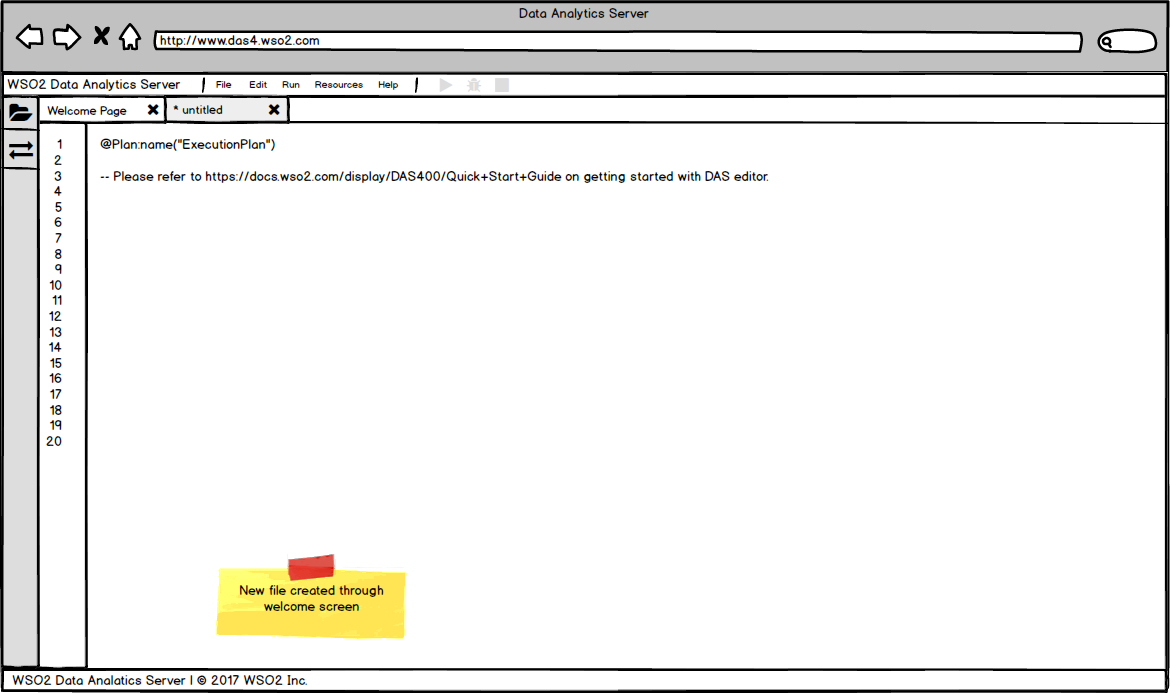 Data Analytics Server
http://www.das4.wso2.com
WSO2 Data Analytics Server | File Edit Run Resources Help |
Welcome Page * untitled
1 @Plan:name("ExecutionPlan")
2
3 -- Please refer to https://docs.wso2.com/display/DAS400/Quick+Start+Guide on getting started with DAS editor.
4
5
6
7
8
9
10
11
12
13
14
15
16
17
18
19
20
New file created through
welcome screen
WSO2 Data Analatics Server | © 2017 WSO2 Inc.